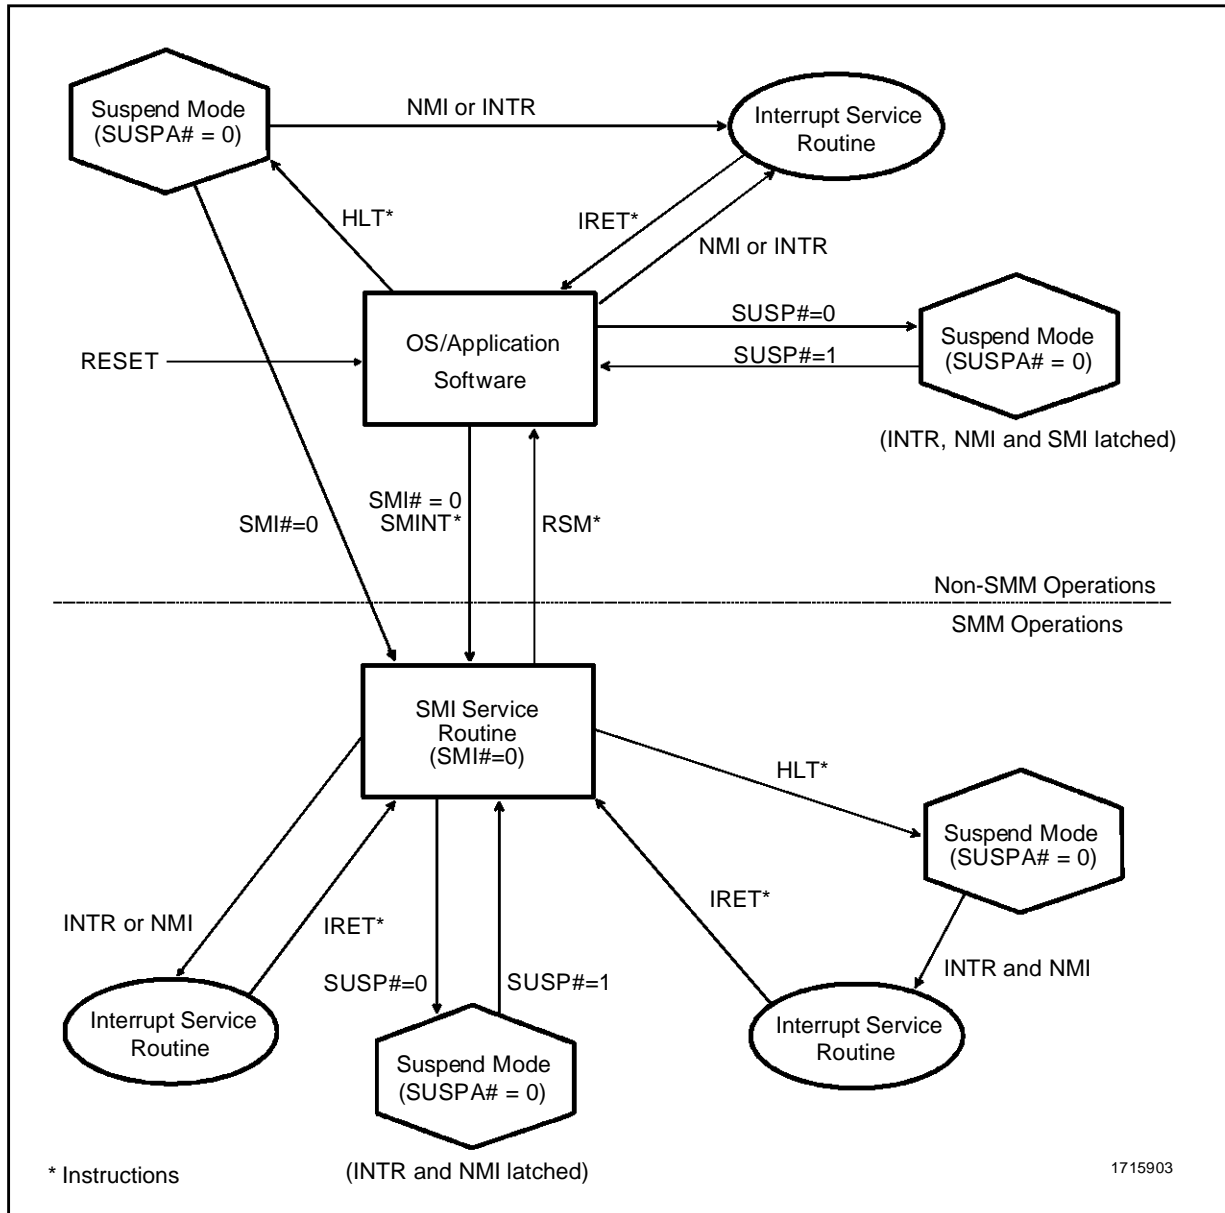 Suspend Mode
(SUSPA# = 0)
NMI or INTR
Interrupt Service
Routine
HLT*
IRET*
NMI or INTR
SUSP#=0
Suspend Mode
(SUSPA# = 0)
SUSP#=1
RESET
OS/Application
Software
(INTR, NMI and SMI latched)
SMI#=0
SMI# = 0
SMINT*
RSM*
Non-SMM Operations
SMM Operations
SMI Service
Routine
(SMI#=0)
HLT*
Suspend Mode
(SUSPA# = 0)
INTR or NMI
IRET*
IRET*
SUSP#=0
SUSP#=1
INTR and NMI
Interrupt Service
Routine
Suspend Mode
(SUSPA# = 0)
Interrupt Service
Routine
* Instructions
(INTR and NMI latched)
1715903